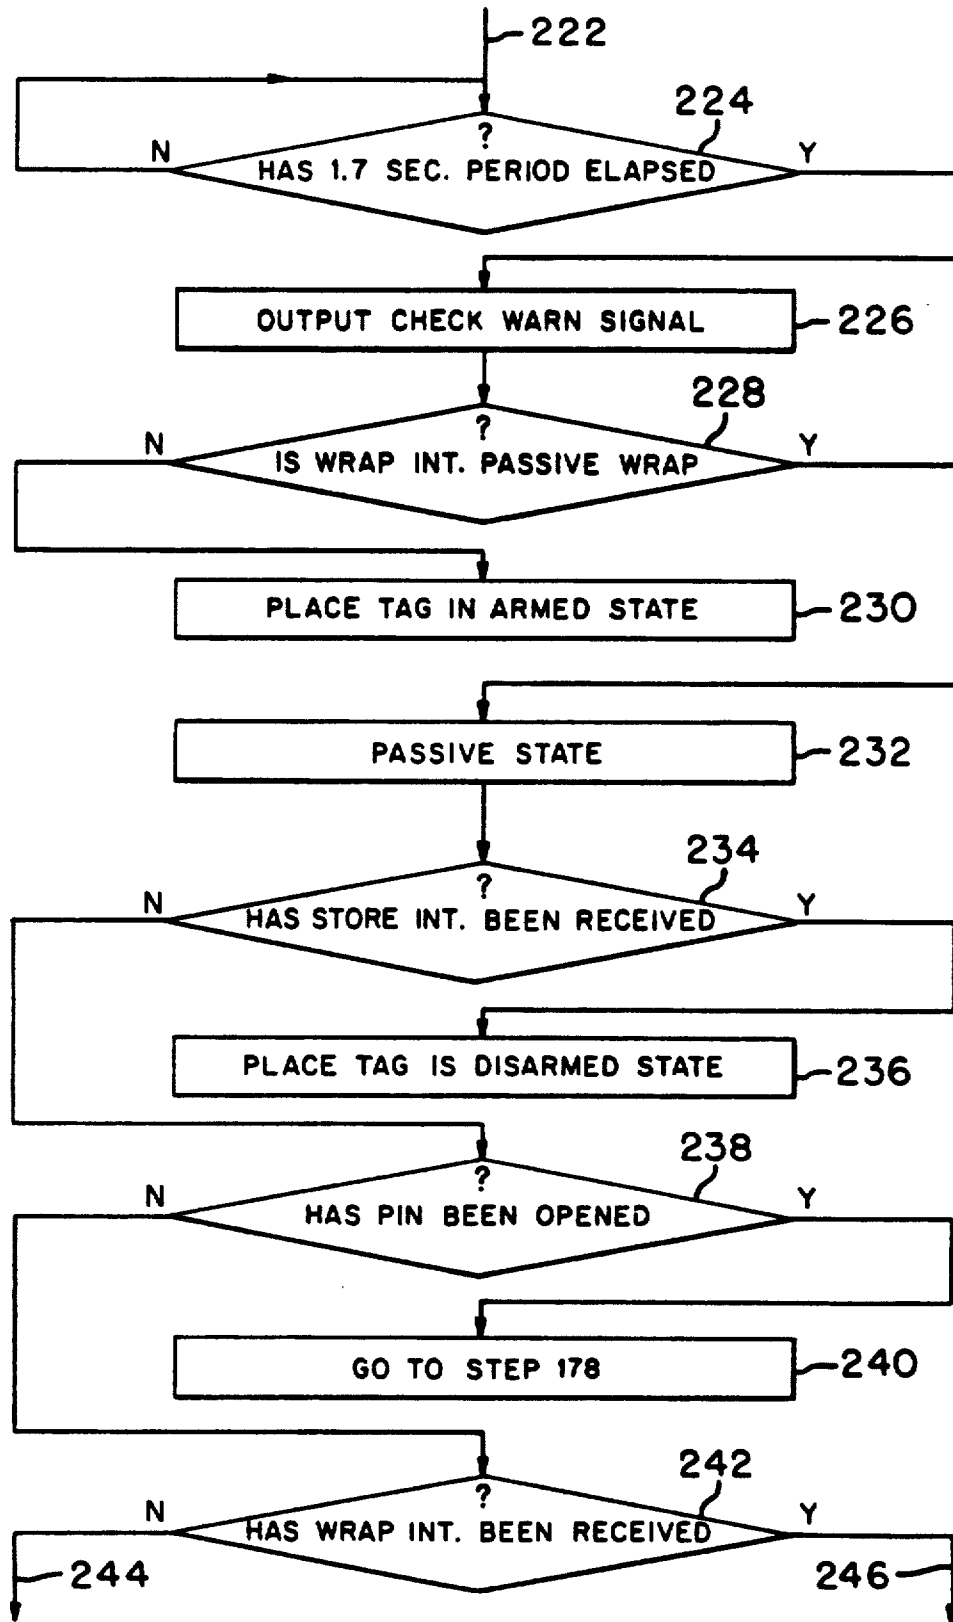 222
224
N
?
Y
HAS 1.7 SEC. PERIOD ELAPSED
OUTPUT CHECK WARN SIGNAL
226
228
N
?
Y
IS WRAP INT. PASSIVE WRAP
PLACE TAG IN ARMED STATE
230
PASSIVE STATE
232
234
N
?
Y
HAS STORE INT. BEEN RECEIVED
PLACE TAG IS DISARMED STATE
236
238
N
?
Y
HAS PIN BEEN OPENED
GO TO STEP 178
240
242
N
?
Y
HAS WRAP INT. BEEN RECEIVED
244
246